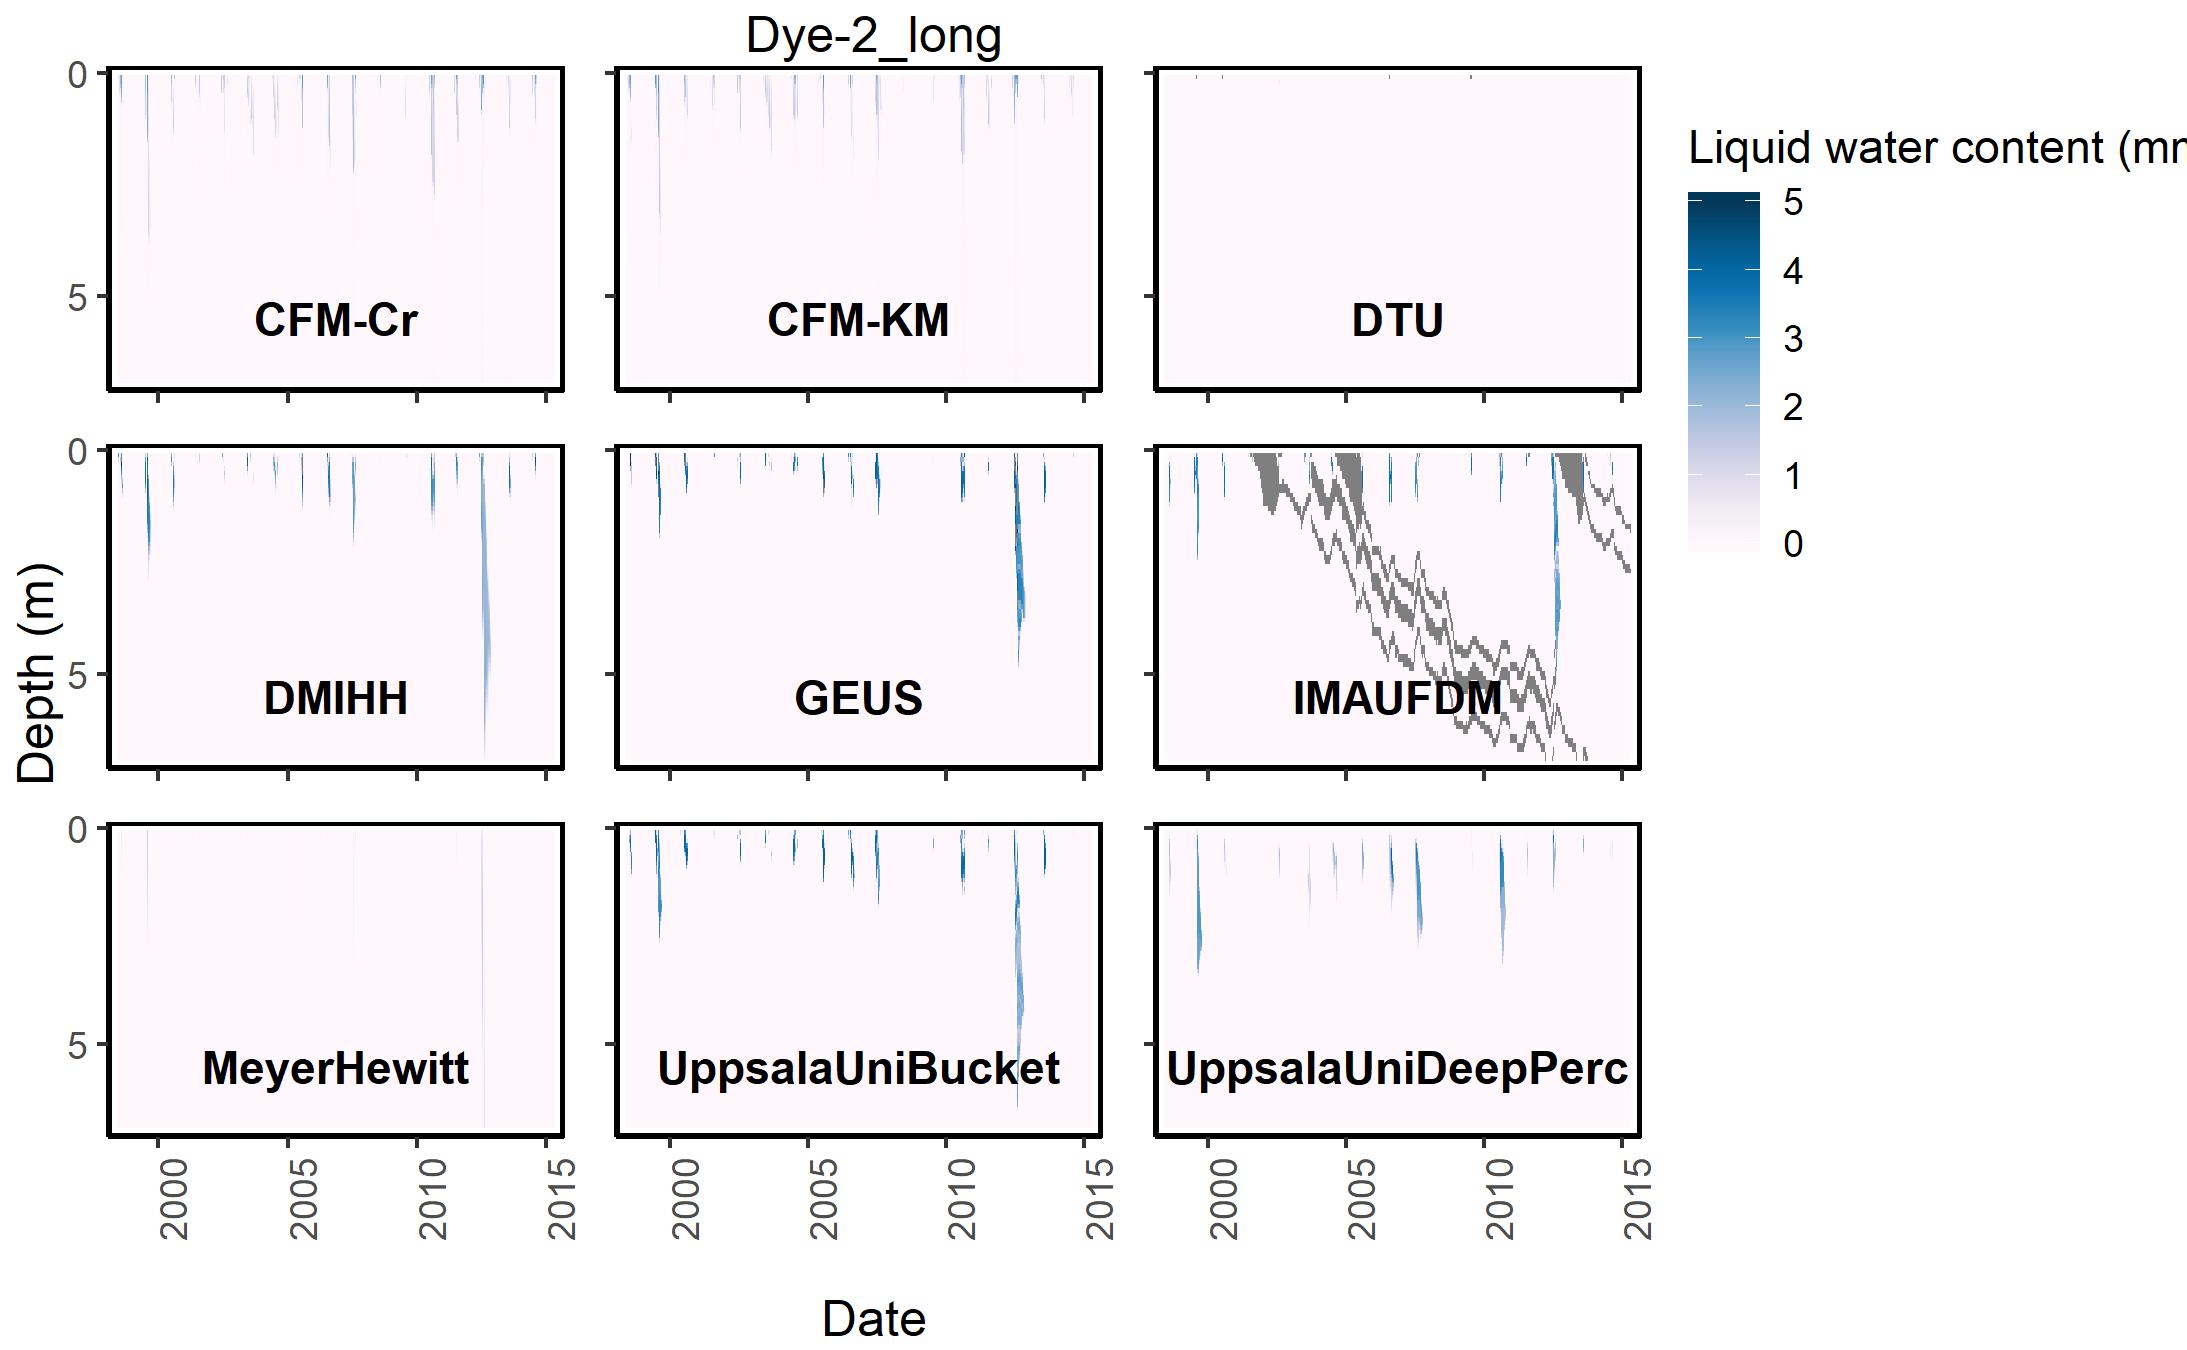 Dye-2_long
0
5
CFM-Cr
CFM-KM
DTU
Liquid water content (mm
5
4
3
2
1
0
Depth (m)
0
5
DMIHH
GEUS
IMAUFDM
0
5
MeyerHewitt
UppsalaUniBucket
UppsalaUniDeepPerc
2000
2005
2010
2015
2000
2005
2010
2015
2000
2005
2010
2015
Date